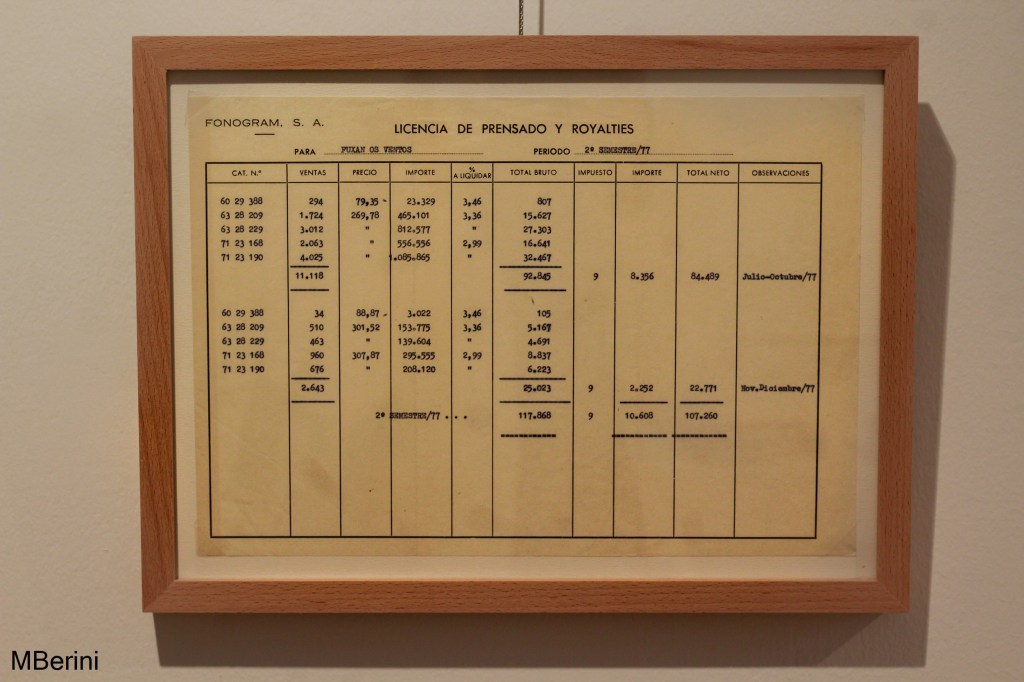 FONOGRAM, S. A.
LICENCIA DE PRENSADO Y ROYALTIES
PARA FUXAN OS VENTOS PERIODO 2º SEMESTRE/77
CAT. N.º VENTAS PRECIO IMPORTE % A LIQUIDAR TOTAL BRUTO IMPUESTO IMPORTE TOTAL NETO OBSERVACIONES
60 29 388 294 79,35 23.329 3,46 807
63 28 209 1.724 269,78 465.101 3,36 15.627
63 28 229 3.012 " 812.577 " 27.303
71 23 168 2.063 " 556.556 2,99 16.641
71 23 190 4.025 " 1.085.865 " 32.467
11.118 92.845 9 8.356 84.489 Julio-Octubre/77
60 29 388 34 88,87 3.022 3,46 105
63 28 209 510 301,52 153.775 3,36 5.167
63 28 229 463 " 139.604 " 4.691
71 23 168 960 307,87 295.555 2,99 8.837
71 23 190 676 " 208.120 " 6.223
2.643 25.023 9 2.252 22.771 Nov.Diciembre/77
2º SEMESTRE/77 . . . 117.868 9 10.608 107.260
MBerini